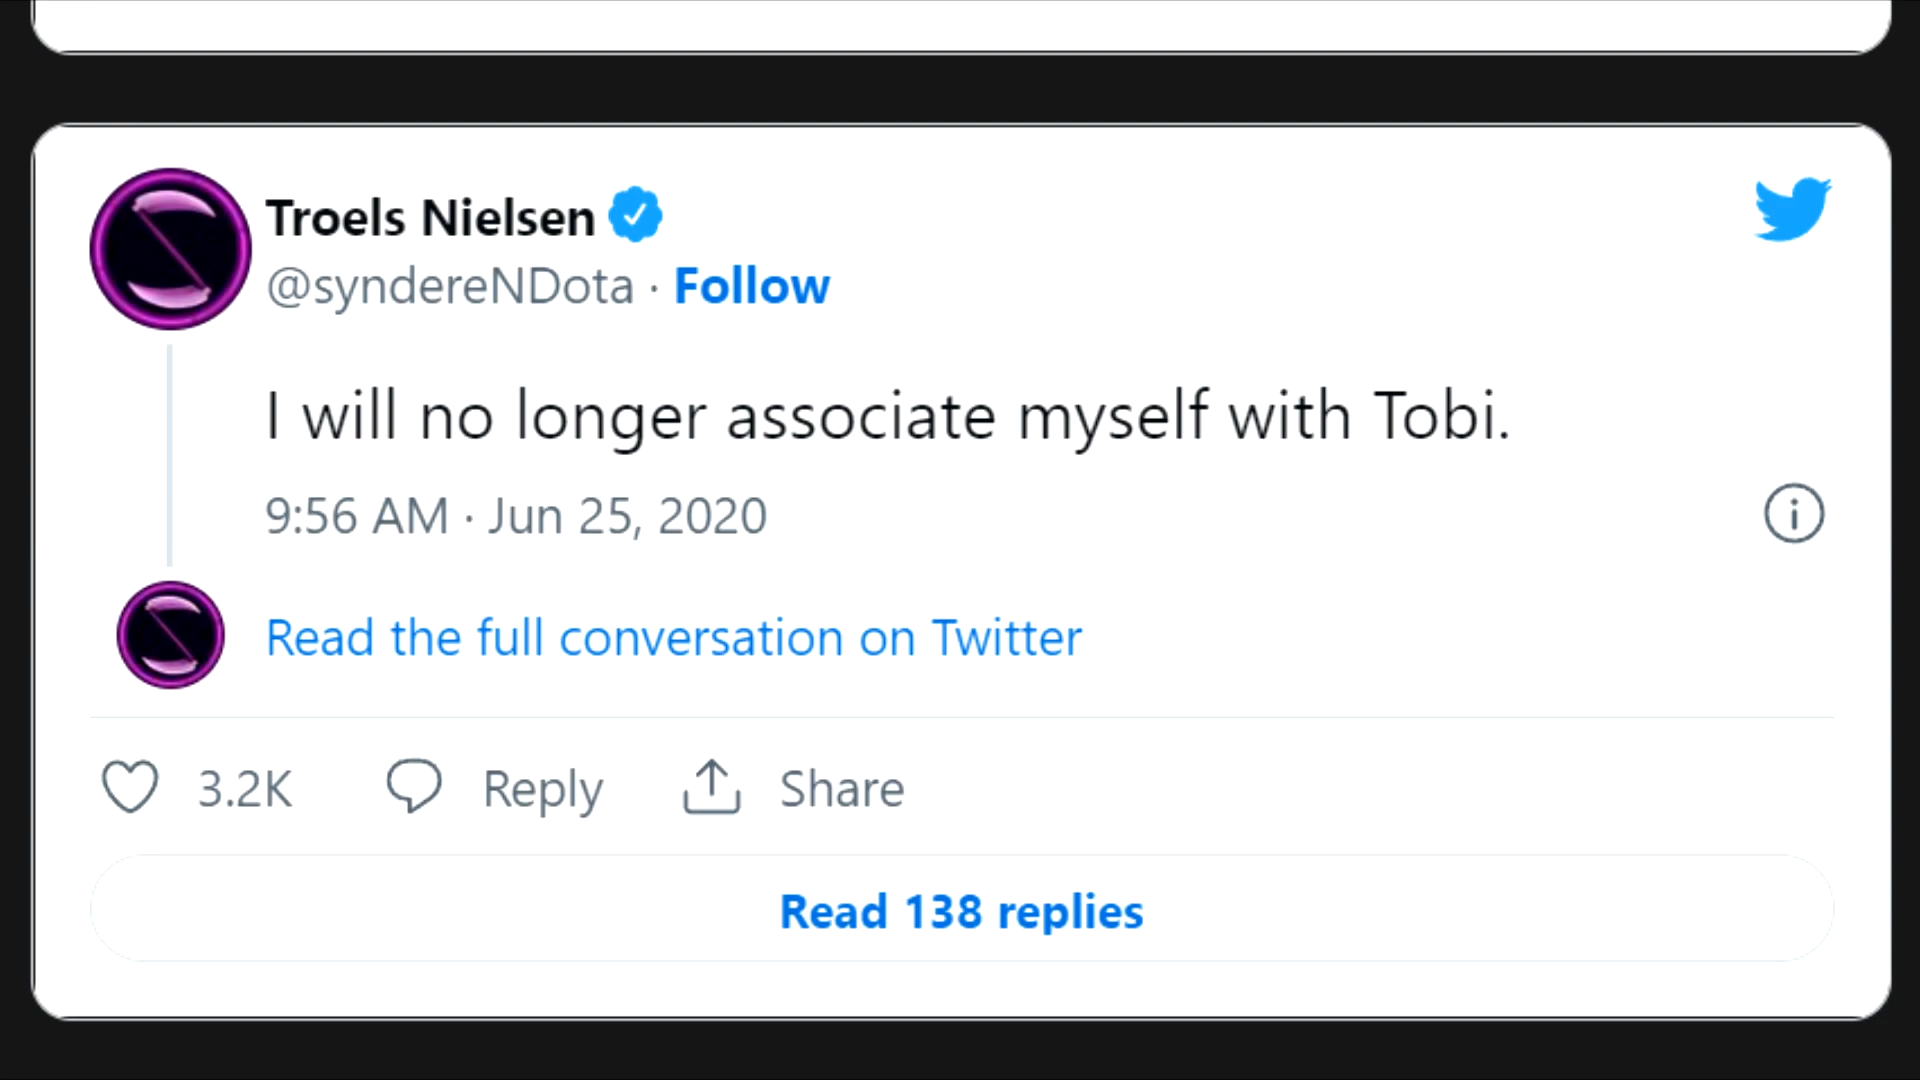 Troels Nielsen
@syndereNDota · Follow
I will no longer associate myself with Tobi.
9:56 AM · Jun 25, 2020
Read the full conversation on Twitter
3.2K Reply Share
Read 138 replies